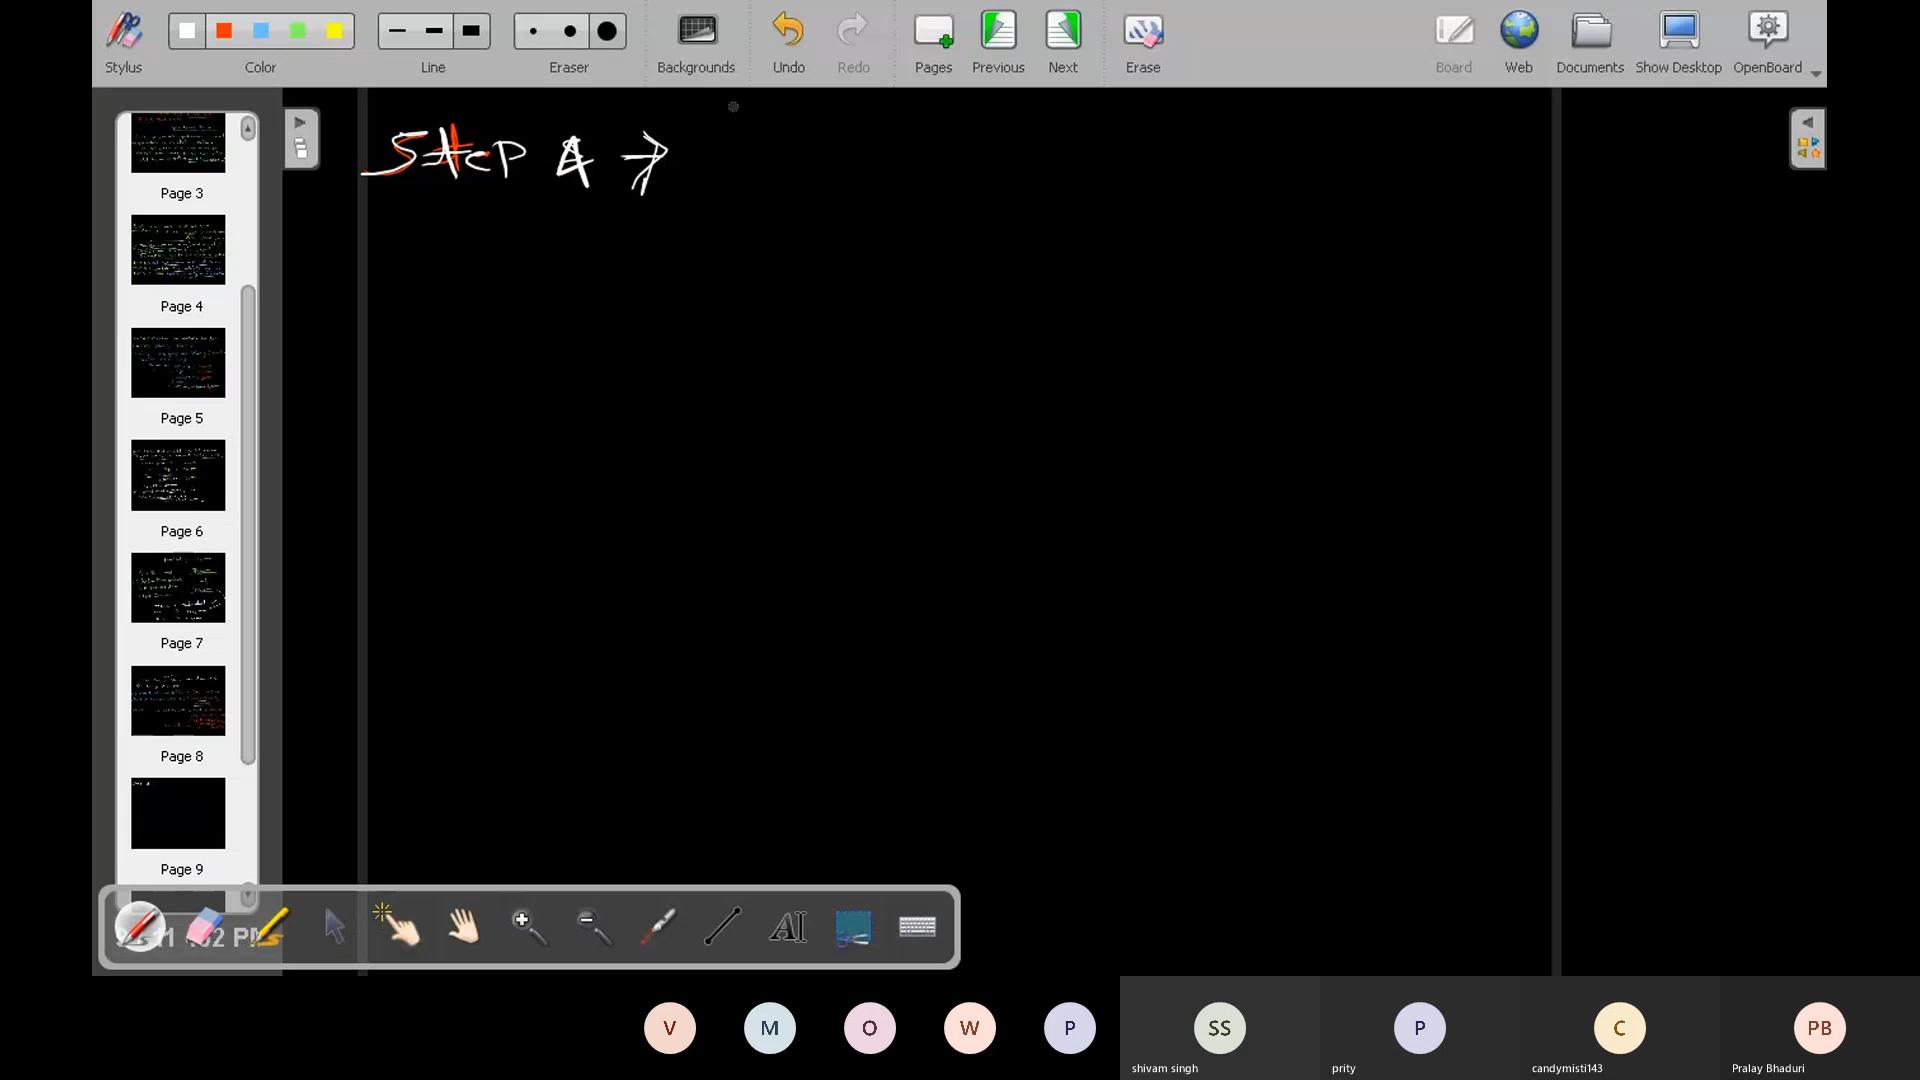 Stylus
Color
Line
Eraser
Backgrounds
Undo
Redo
Pages
Previous
Next
Erase
Board
Web
Documents
Show Desktop
OpenBoard
Step 4 →
Page 3
Page 4
Page 5
Page 6
Page 7
Page 8
Page 9
AI
V
M
O
W
P
SS
shivam singh
P
prity
C
candymisti143
PB
Pralay Bhaduri